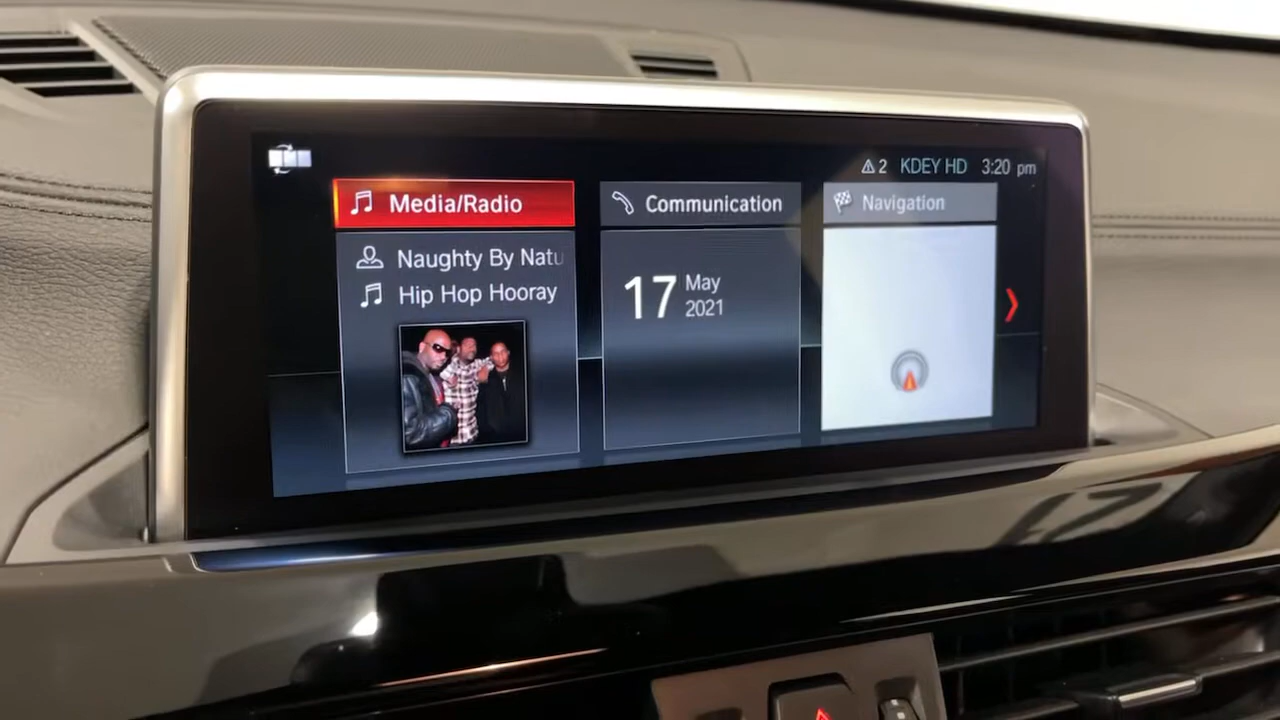 2 KDEY HD 3:20 pm
Media/Radio
Communication
Navigation
Naughty By Natu
Hip Hop Hooray
17 May
2021